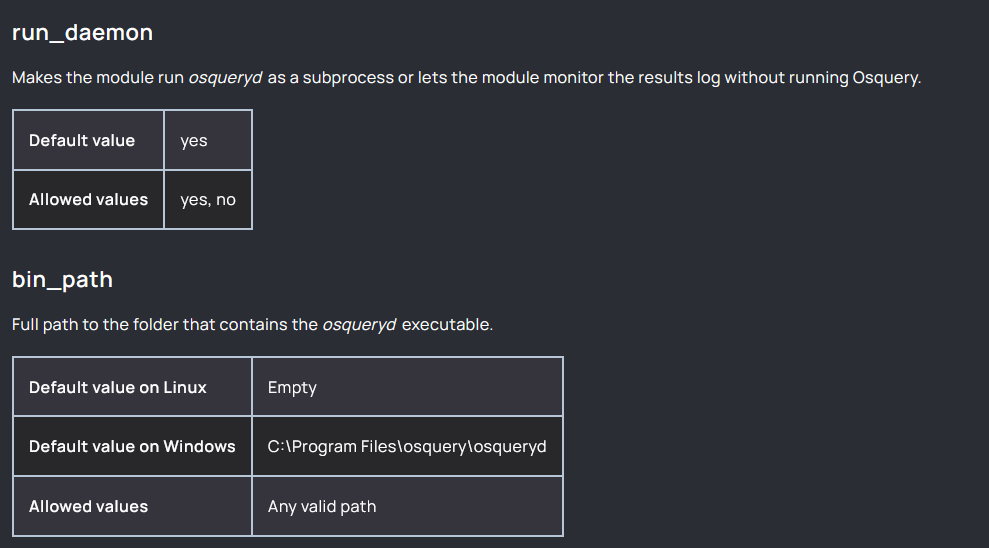 run_daemon
Makes the module run osqueryd as a subprocess or lets the module monitor the results log without running Osquery.
Default value yes
Allowed values yes, no
bin_path
Full path to the folder that contains the osqueryd executable.
Default value on Linux Empty
Default value on Windows C:\Program Files\osquery\osqueryd
Allowed values Any valid path